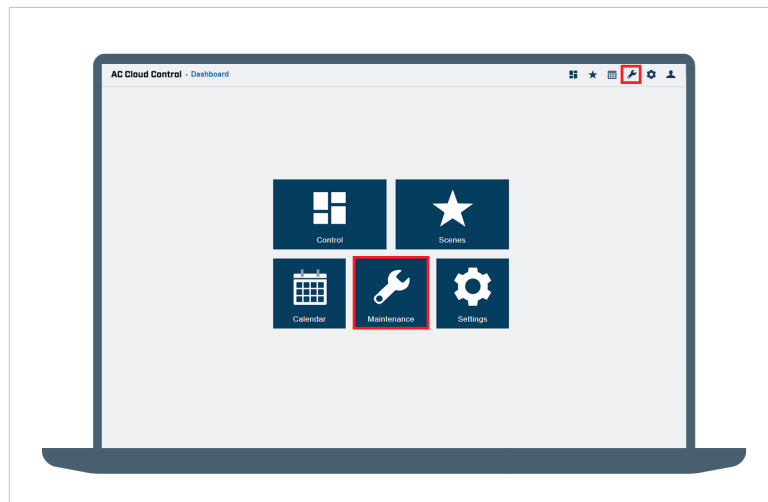 AC Cloud Control - Dashboard
Control
Scenes
Calendar
Maintenance
Settings